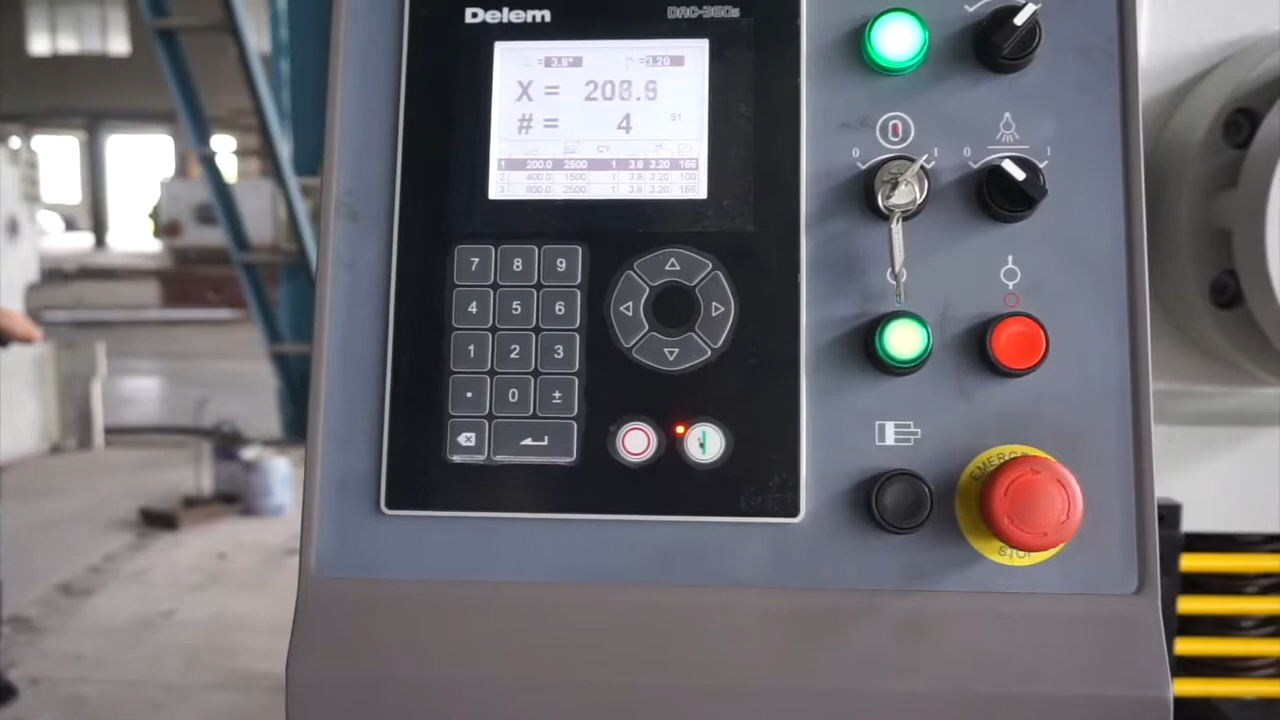 Delem
DAC-360s
= 3.8° = 3.20
X = 208.
# = 4 S1
CY
1 200.0 2500 1 3.8 3.20 166
2 400.0 1500 1 3.8 3.20 100
3 800.0 2500 1 3.8 3.20 166
7 8 9
4 5 6
1 2 3
. 0 ±
0 1
0 1
EMERGENCY
STOP